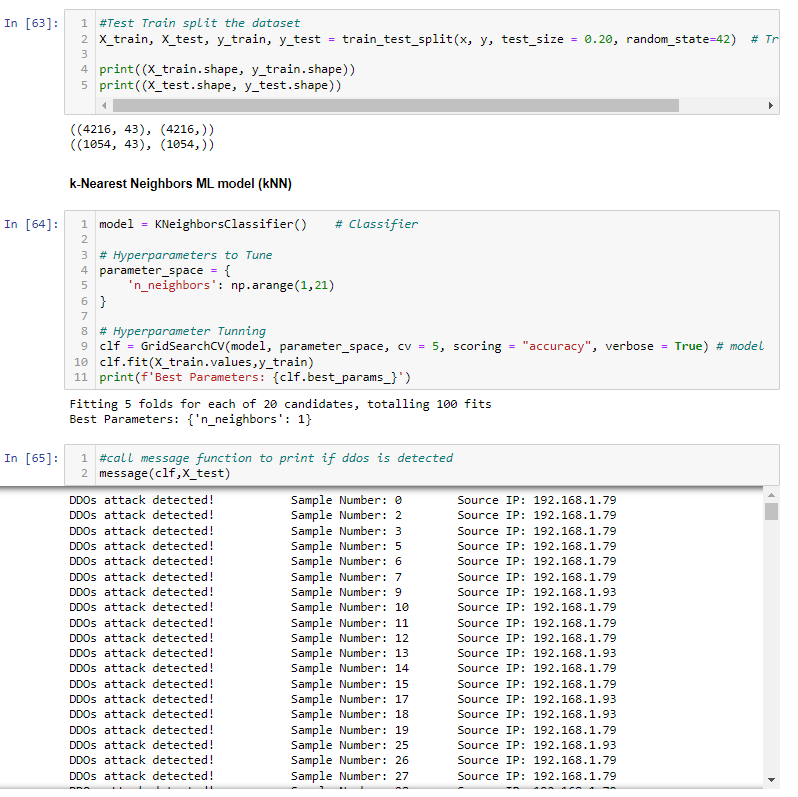 In [63]:
1 #Test Train split the dataset
2 X_train, X_test, y_train, y_test = train_test_split(x, y, test_size = 0.20, random_state=42)  # Tr
3
4 print((X_train.shape, y_train.shape))
5 print((X_test.shape, y_test.shape))
((4216, 43), (4216,))
((1054, 43), (1054,))
k-Nearest Neighbors ML model (kNN)
In [64]:
1 model = KNeighborsClassifier()    # Classifier
2
3 # Hyperparameters to Tune
4 parameter_space = {
5     'n_neighbors': np.arange(1,21)
6 }
7
8 # Hyperparameter Tunning
9 clf = GridSearchCV(model, parameter_space, cv = 5, scoring = "accuracy", verbose = True) # model
10 clf.fit(X_train.values,y_train)
11 print(f'Best Parameters: {clf.best_params_}')
Fitting 5 folds for each of 20 candidates, totalling 100 fits
Best Parameters: {'n_neighbors': 1}
In [65]:
1 #call message function to print if ddos is detected
2 message(clf,X_test)
DDOs attack detected! Sample Number: 0 Source IP: 192.168.1.79
DDOs attack detected! Sample Number: 2 Source IP: 192.168.1.79
DDOs attack detected! Sample Number: 3 Source IP: 192.168.1.79
DDOs attack detected! Sample Number: 5 Source IP: 192.168.1.79
DDOs attack detected! Sample Number: 6 Source IP: 192.168.1.79
DDOs attack detected! Sample Number: 7 Source IP: 192.168.1.79
DDOs attack detected! Sample Number: 9 Source IP: 192.168.1.93
DDOs attack detected! Sample Number: 10 Source IP: 192.168.1.79
DDOs attack detected! Sample Number: 11 Source IP: 192.168.1.79
DDOs attack detected! Sample Number: 12 Source IP: 192.168.1.79
DDOs attack detected! Sample Number: 13 Source IP: 192.168.1.93
DDOs attack detected! Sample Number: 14 Source IP: 192.168.1.79
DDOs attack detected! Sample Number: 15 Source IP: 192.168.1.79
DDOs attack detected! Sample Number: 17 Source IP: 192.168.1.93
DDOs attack detected! Sample Number: 18 Source IP: 192.168.1.93
DDOs attack detected! Sample Number: 19 Source IP: 192.168.1.79
DDOs attack detected! Sample Number: 25 Source IP: 192.168.1.93
DDOs attack detected! Sample Number: 26 Source IP: 192.168.1.79
DDOs attack detected! Sample Number: 27 Source IP: 192.168.1.79